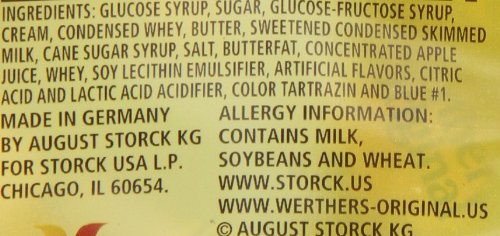 INGREDIENTS: GLUCOSE SYRUP, SUGAR, GLUCOSE-FRUCTOSE SYRUP,
CREAM, CONDENSED WHEY, BUTTER, SWEETENED CONDENSED SKIMMED
MILK, CANE SUGAR SYRUP, SALT, BUTTERFAT, CONCENTRATED APPLE
JUICE, WHEY, SOY LECITHIN EMULSIFIER, ARTIFICIAL FLAVORS, CITRIC
ACID AND LACTIC ACID ACIDIFIER, COLOR TARTRAZIN AND BLUE #1.
MADE IN GERMANY
BY AUGUST STORCK KG
FOR STORCK USA L.P.
CHICAGO, IL 60654.
ALLERGY INFORMATION:
CONTAINS MILK,
SOYBEANS AND WHEAT.
WWW.STORCK.US
WWW.WERTHERS-ORIGINAL.US
© AUGUST STORCK KG